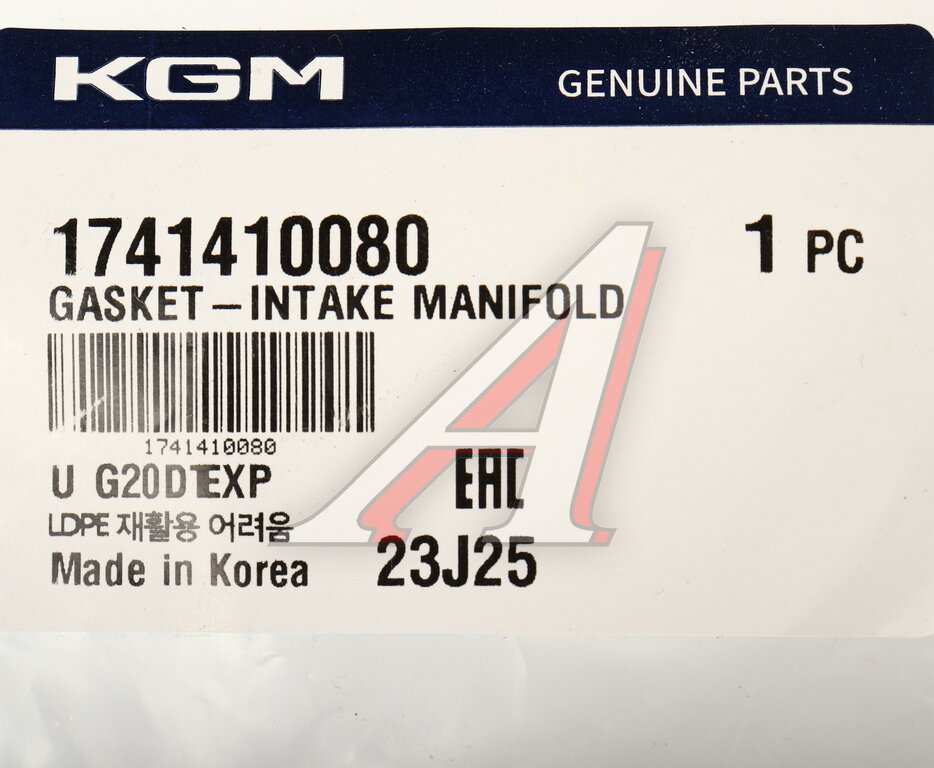 KGM GENUINE PARTS
1741410080 1 PC
GASKET – INTAKE MANIFOLD
1741410080
U G20DTEXP
EAC
LDPE 재활용 어려움
Made in Korea 23J25